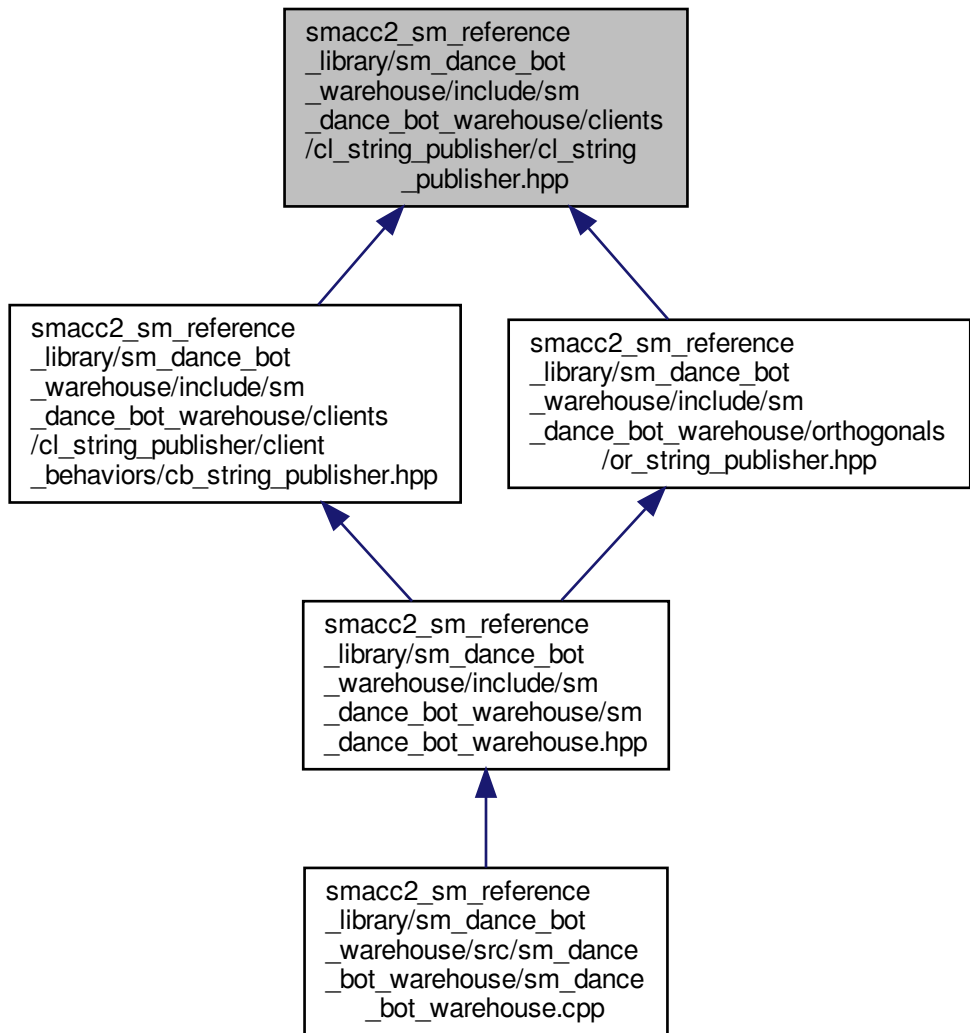 smacc2_sm_reference
_library/sm_dance_bot
_warehouse/include/sm
_dance_bot_warehouse/clients
/cl_string_publisher/cl_string
_publisher.hpp
smacc2_sm_reference
_library/sm_dance_bot
_warehouse/include/sm
_dance_bot_warehouse/clients
/cl_string_publisher/client
_behaviors/cb_string_publisher.hpp
smacc2_sm_reference
_library/sm_dance_bot
_warehouse/include/sm
_dance_bot_warehouse/orthogonals
/or_string_publisher.hpp
smacc2_sm_reference
_library/sm_dance_bot
_warehouse/include/sm
_dance_bot_warehouse/sm
_dance_bot_warehouse.hpp
smacc2_sm_reference
_library/sm_dance_bot
_warehouse/src/sm_dance
_bot_warehouse/sm_dance
_bot_warehouse.cpp